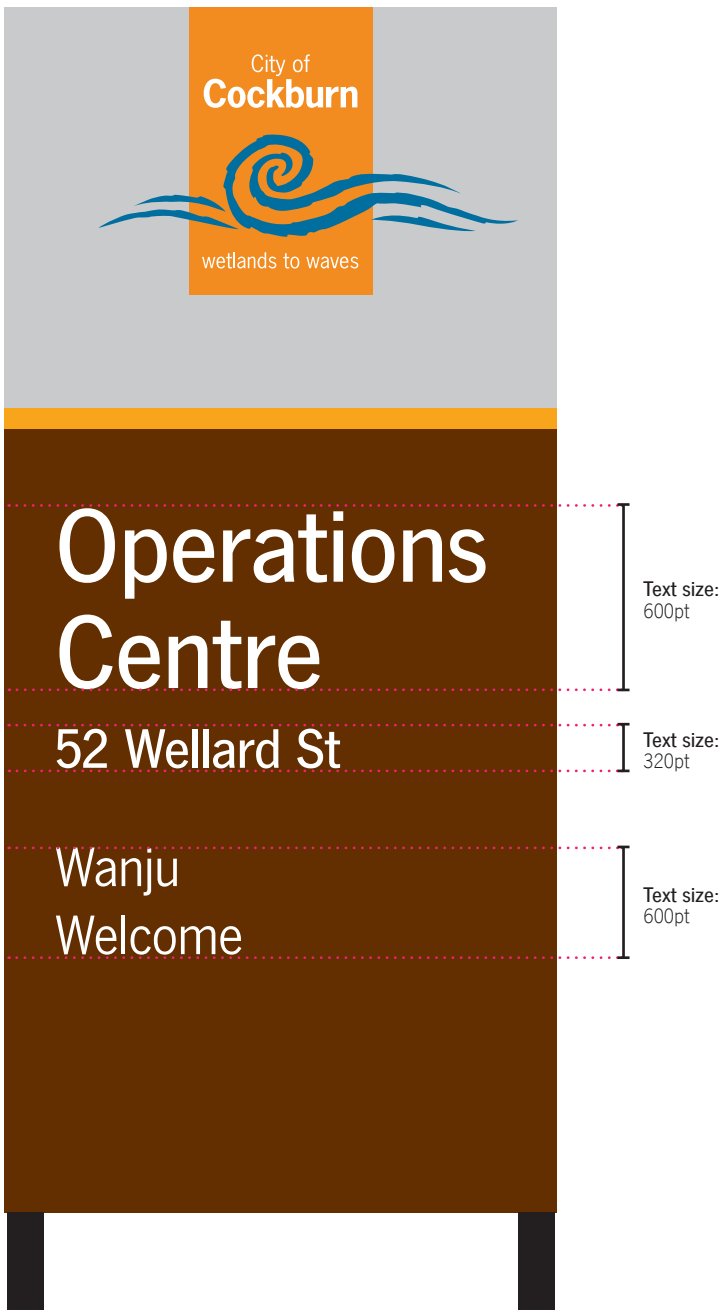 City of
Cockburn
wetlands to waves
Operations
Centre
Text size:
600pt
52 Wellard St
Text size:
320pt
Wanju
Welcome
Text size:
600pt